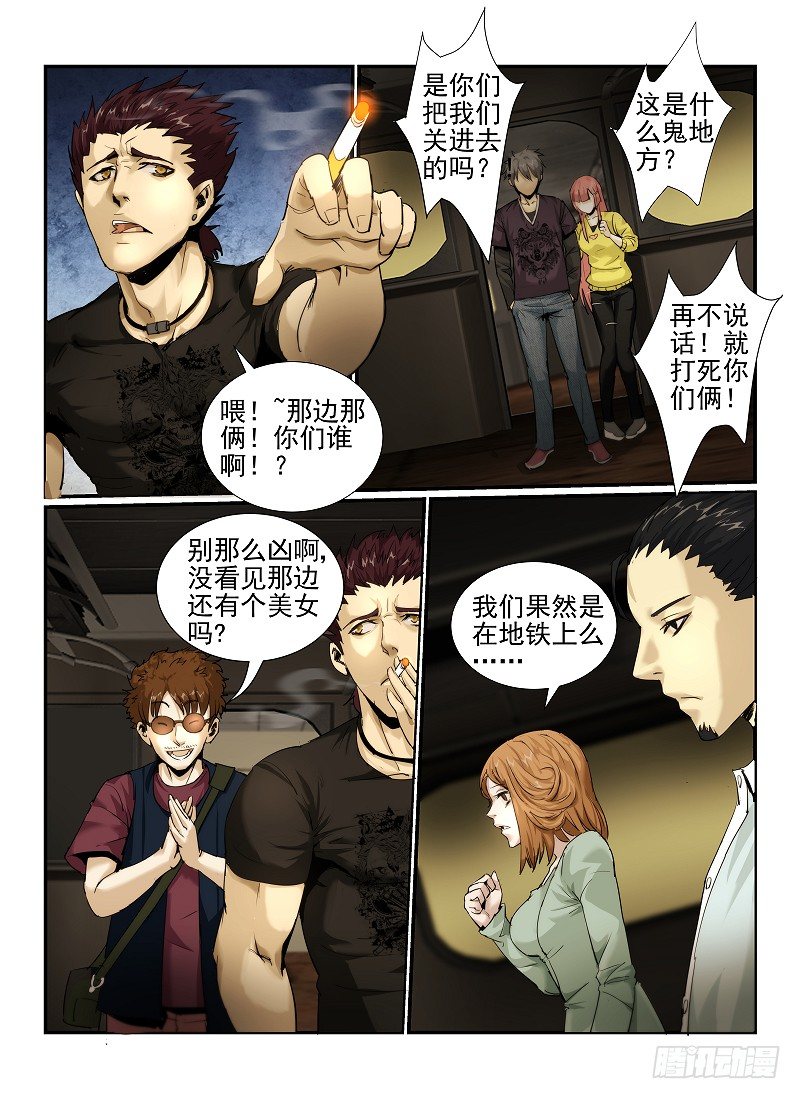 喂！~那边那
俩！你们谁
啊！？
是你们
把我们
关进去
的吗？
这是什
么鬼地
方？
再不说
话！就
打死你
们俩！
别那么凶啊,
没看见那边
还有个美女
吗?
我们果然是
在地铁上么
……
腾讯动漫